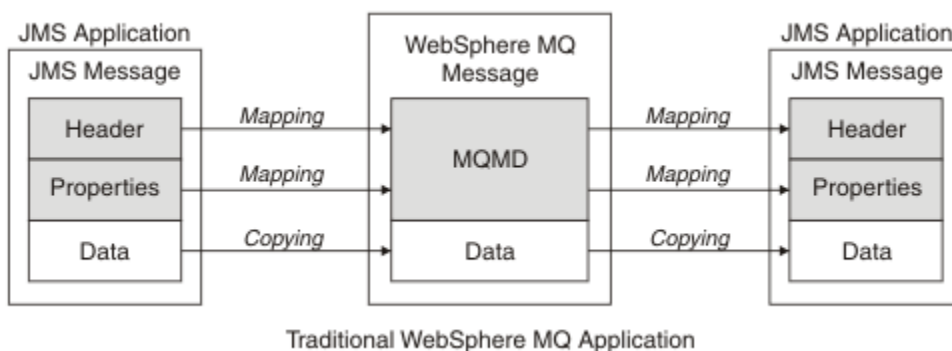 JMS Application
JMS Message
Header
Properties
Data
Mapping
Mapping
Copying
WebSphere MQ
Message
MQMD
Data
Mapping
Mapping
Copying
JMS Application
JMS Message
Header
Properties
Data
Traditional WebSphere MQ Application